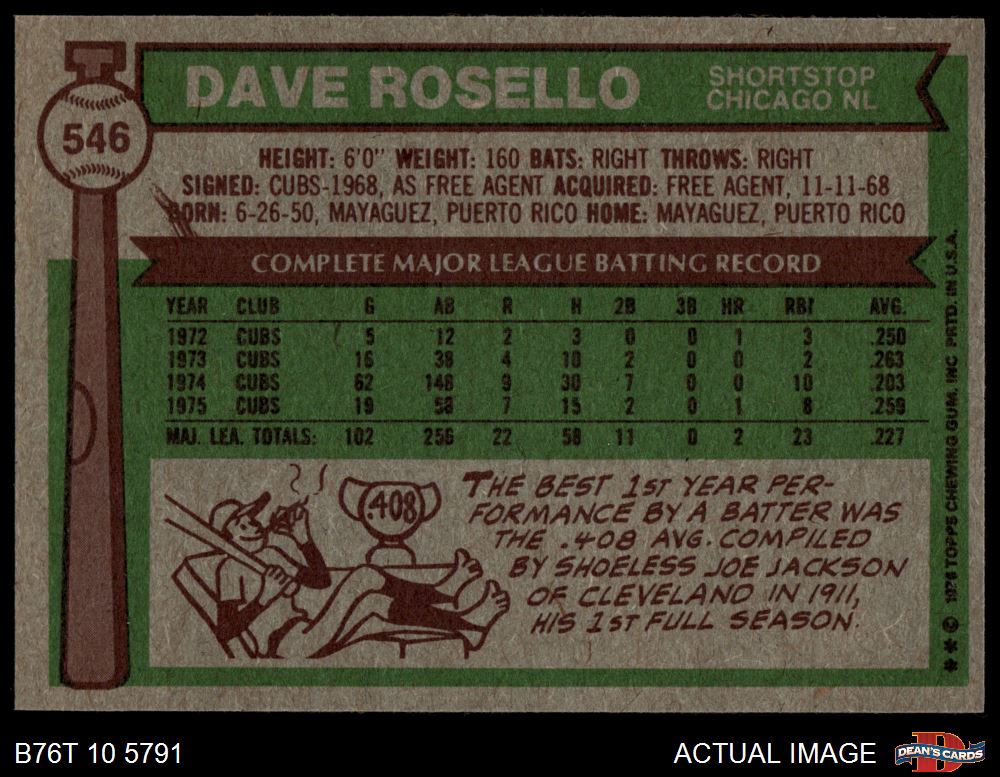 546
DAVE ROSELLO
SHORTSTOP
CHICAGO NL
HEIGHT: 6'0" WEIGHT: 160 BATS: RIGHT THROWS: RIGHT
SIGNED: CUBS-1968, AS FREE AGENT ACQUIRED: FREE AGENT, 11-11-68
BORN: 6-26-50, MAYAGUEZ, PUERTO RICO HOME: MAYAGUEZ, PUERTO RICO
COMPLETE MAJOR LEAGUE BATTING RECORD
YEAR CLUB G AB R H 2B 3B HR RBI AVG.
1972 CUBS 5 12 2 3 0 0 1 3 .250
1973 CUBS 16 38 4 10 2 0 0 2 .263
1974 CUBS 62 148 9 30 7 0 0 10 .203
1975 CUBS 19 58 7 15 2 0 1 8 .259
MAJ. LEA. TOTALS: 102 256 22 58 11 0 2 23 .227
.408
THE BEST 1ST YEAR PER-
FORMANCE BY A BATTER WAS
THE .408 AVG. COMPILED
BY SHOELESS JOE JACKSON
OF CLEVELAND IN 1911,
HIS 1ST FULL SEASON.
** © 1976 TOPPS CHEWING GUM, INC PRTD. IN U.S.A.
B76T 10 5791
ACTUAL IMAGE
DEAN'S CARDS